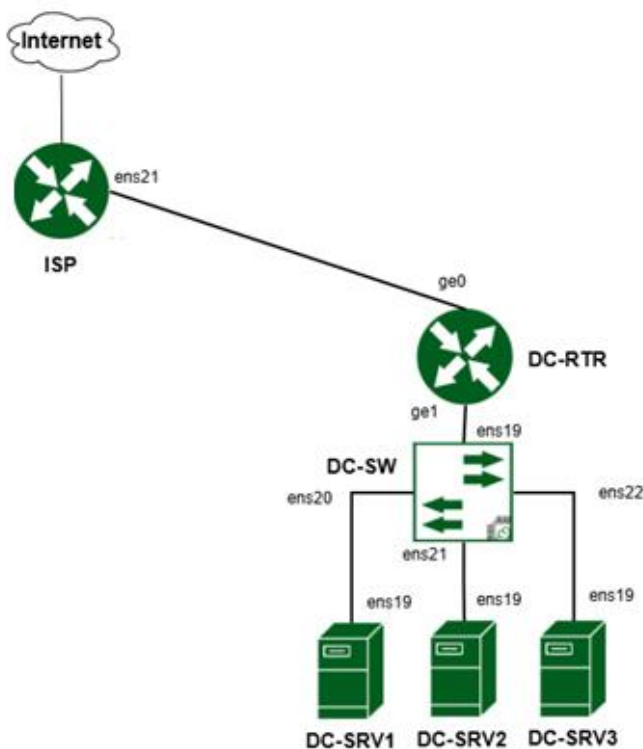 Internet
ens21
ISP
ge0
DC-RTR
ge1
ens19
DC-SW
ens20
ens22
ens21
ens19
ens19
ens19
DC-SRV1
DC-SRV2
DC-SRV3